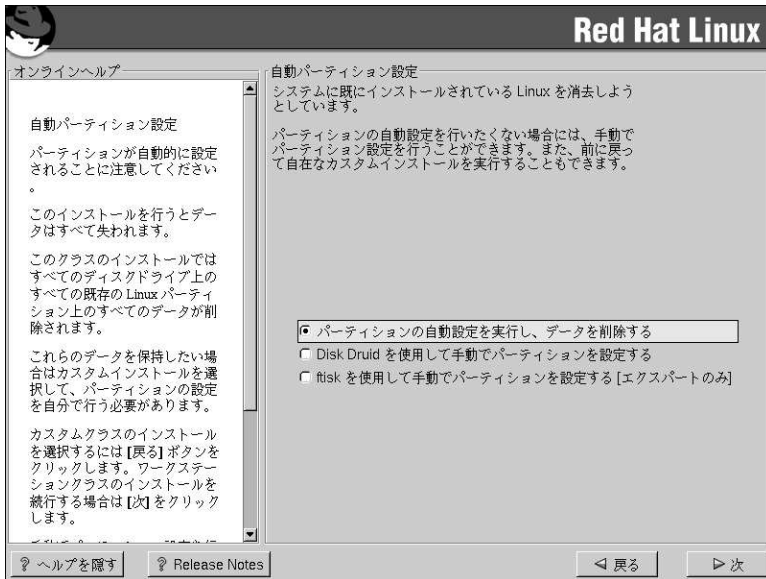 Red Hat Linux
オンラインヘルプ
自動パーティション設定
パーティションが自動的に設定
されることに注意してください
。
このインストールを行うとデー
タはすべて失われます。
このクラスのインストールでは
すべてのディスクドライブ上の
すべての既存の Linux パーティ
ション上のすべてのデータが削
除されます。
これらのデータを保持したい場
合はカスタムインストールを選
択して、パーティションの設定
を自分で行う必要があります。
カスタムクラスのインストール
を選択するには [戻る] ボタンを
クリックします。ワークステー
ションクラスのインストールを
続行する場合は [次] をクリック
します。
自動パーティション設定
システムに既にインストールされている Linux を消去しよう
としています。
パーティションの自動設定を行いたくない場合には、手動で
パーティション設定を行うことができます。また、前に戻っ
て自在なカスタムインストールを実行することもできます。
パーティションの自動設定を実行し、データを削除する
Disk Druid を使用して手動でパーティションを設定する
fdisk を使用して手動でパーティションを設定する [エクスパートのみ]
? ヘルプを隠す
? Release Notes
戻る
次